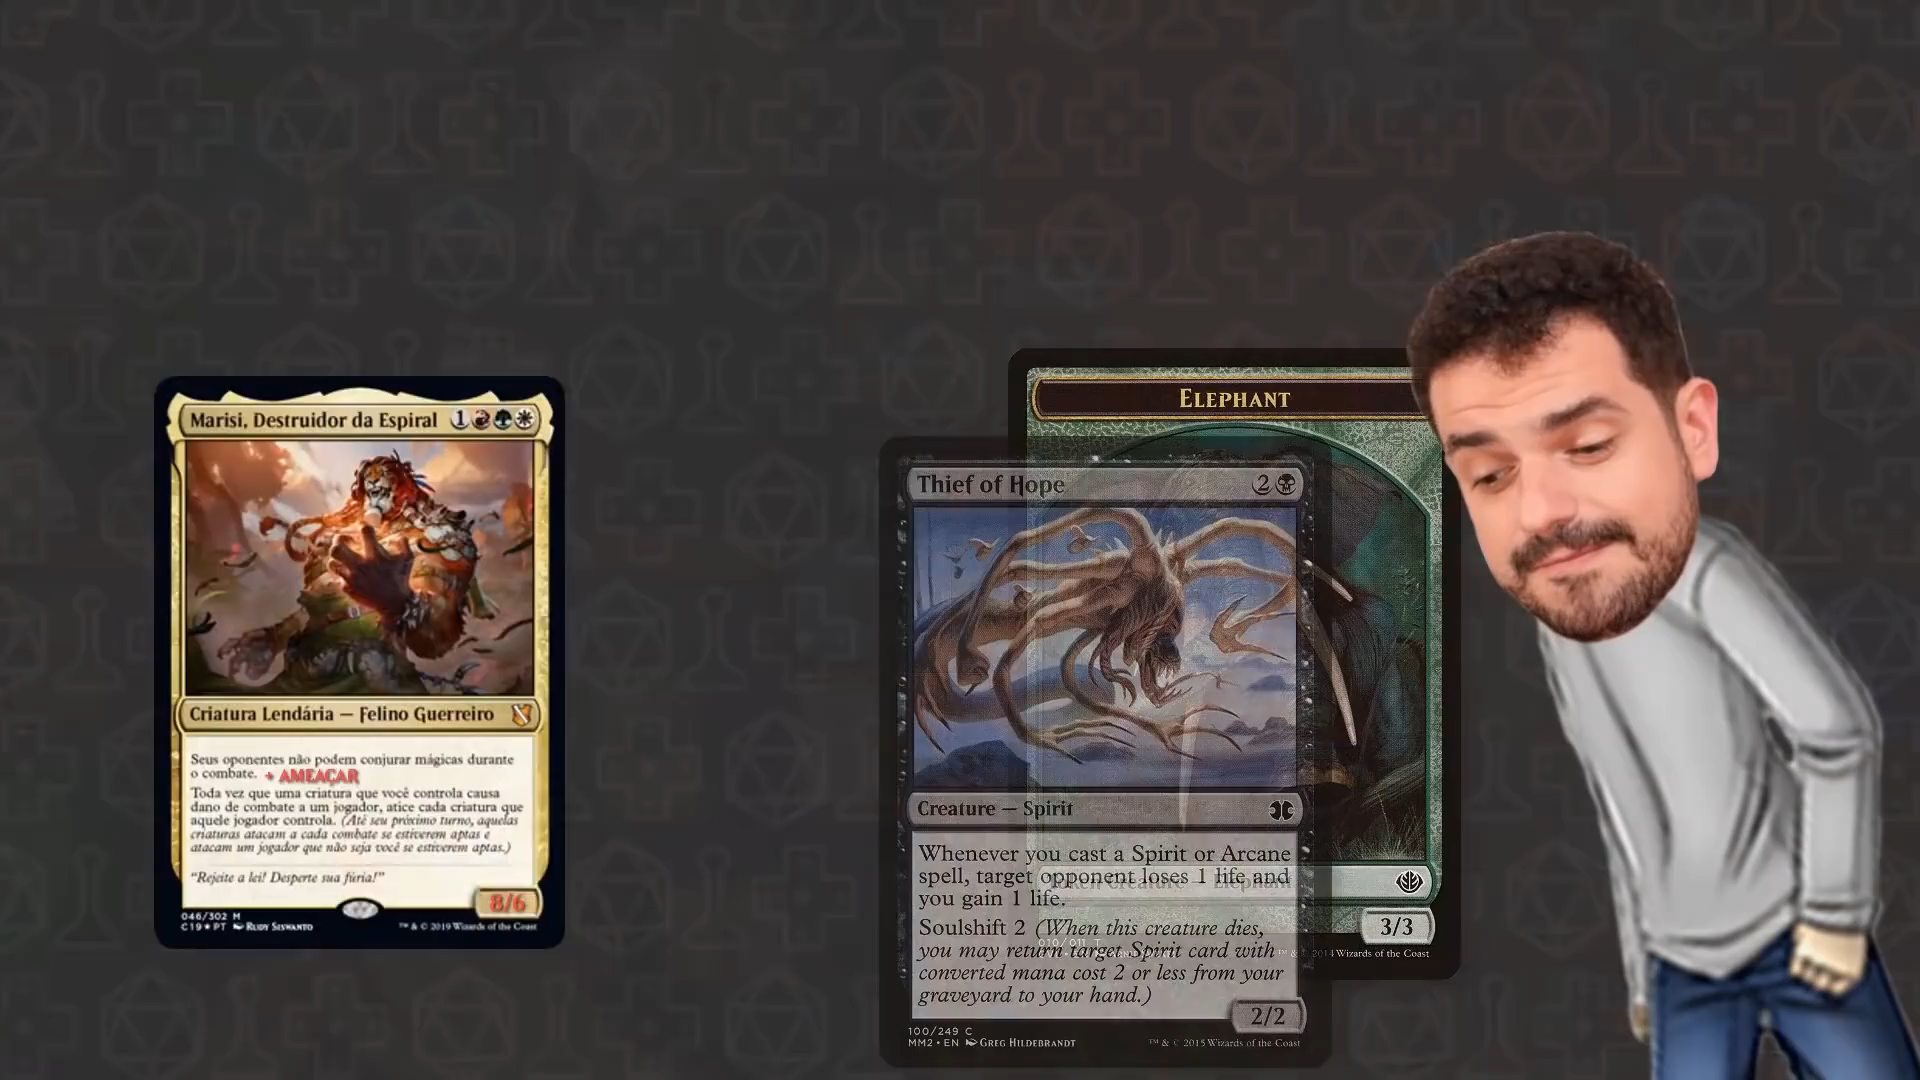 Marisi, Destruidor da Espiral 1
Criatura Lendária — Felino Guerreiro
Seus oponentes não podem conjurar mágicas durante
o combate. + AMEAÇAR
Toda vez que uma criatura que você controla causa
dano de combate a um jogador, atice cada criatura que
aquele jogador controla. (Até seu próximo turno, aquelas
criaturas atacam a cada combate se estiverem aptas e
atacam um jogador que não seja você se estiverem aptas.)
“Rejeite a lei! Desperte sua fúria!”
8/6
046/302 M
C19 ★ PT Rudy Siswanto
™ & © 2019 Wizards of the Coast
Elephant
Token Creature — Elephant
3/3
™ & © 2014 Wizards of the Coast
Thief of Hope 2
Creature — Spirit
Whenever you cast a Spirit or Arcane
spell, target opponent loses 1 life and
you gain 1 life.
Soulshift 2 (When this creature dies,
you may return target Spirit card with
converted mana cost 2 or less from your
graveyard to your hand.)
2/2
100/249 C
MM2 • EN Greg Hildebrandt
™ & © 2015 Wizards of the Coast